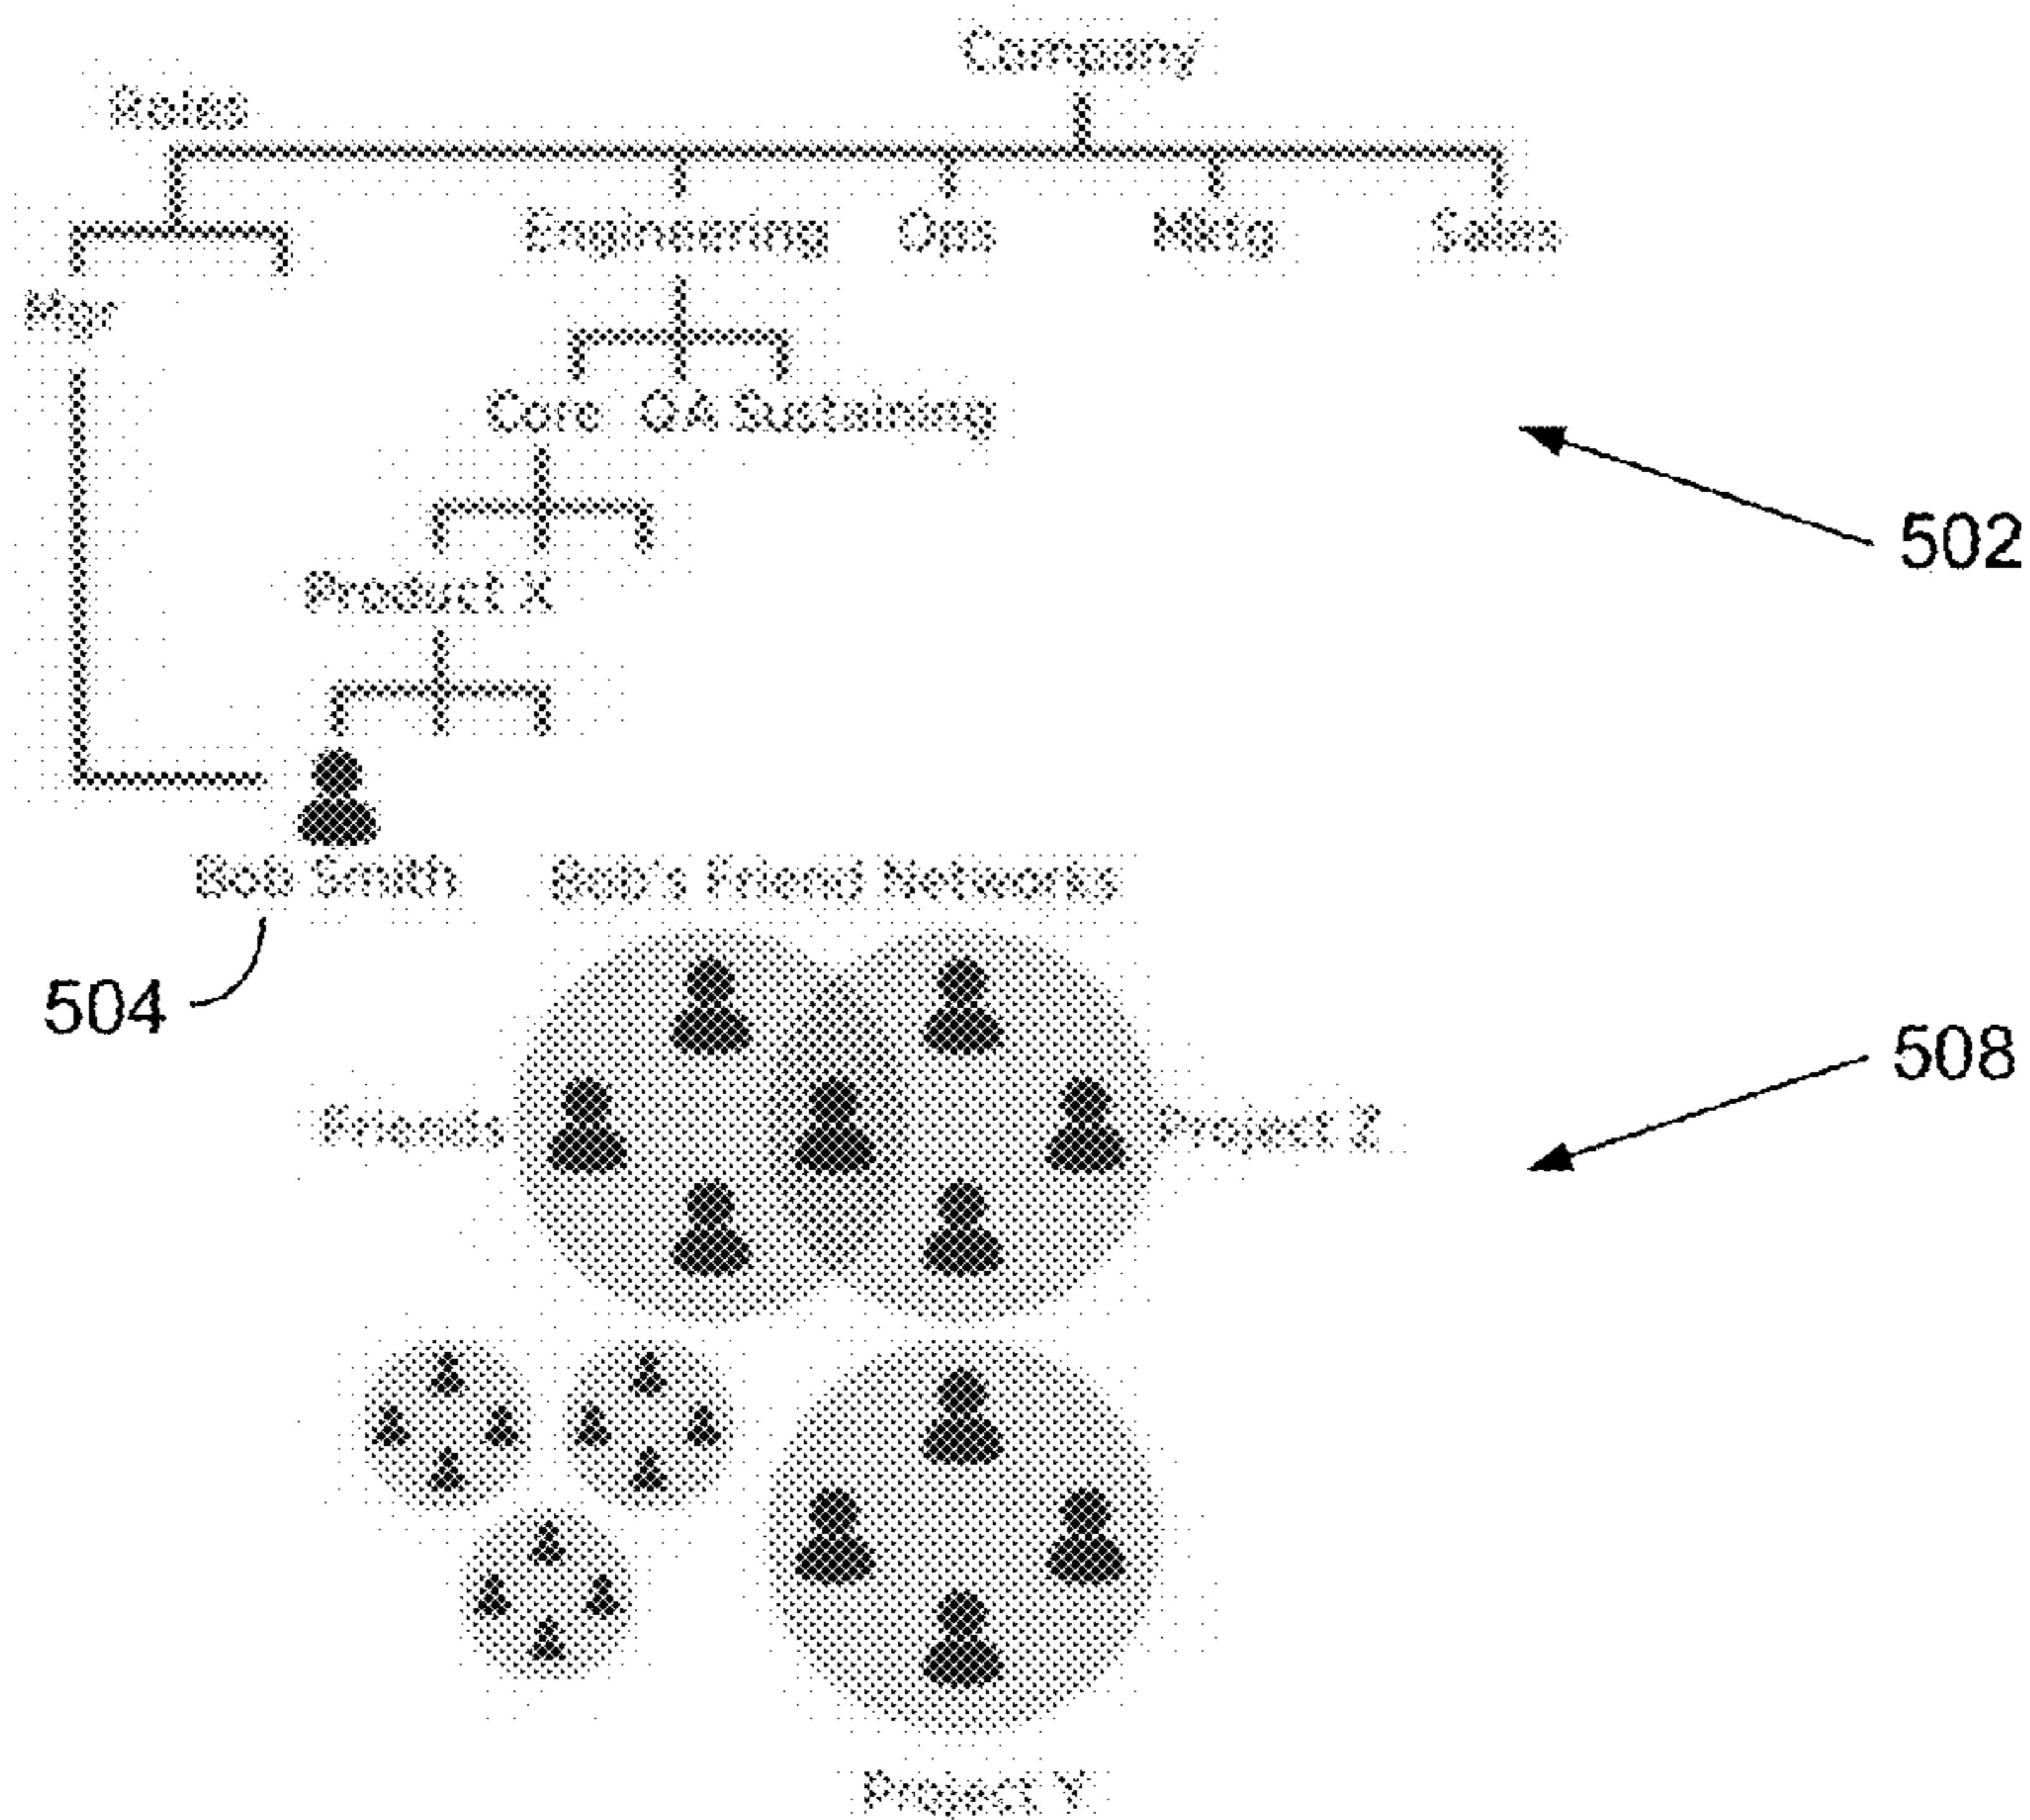 Company
Roles
Engineering Ops Mktg Sales
Mgr
Core QA Sustaining
502
Product X
Bob Smith Bob's Friend Networks
504
508
Friends Project Z
Project Y